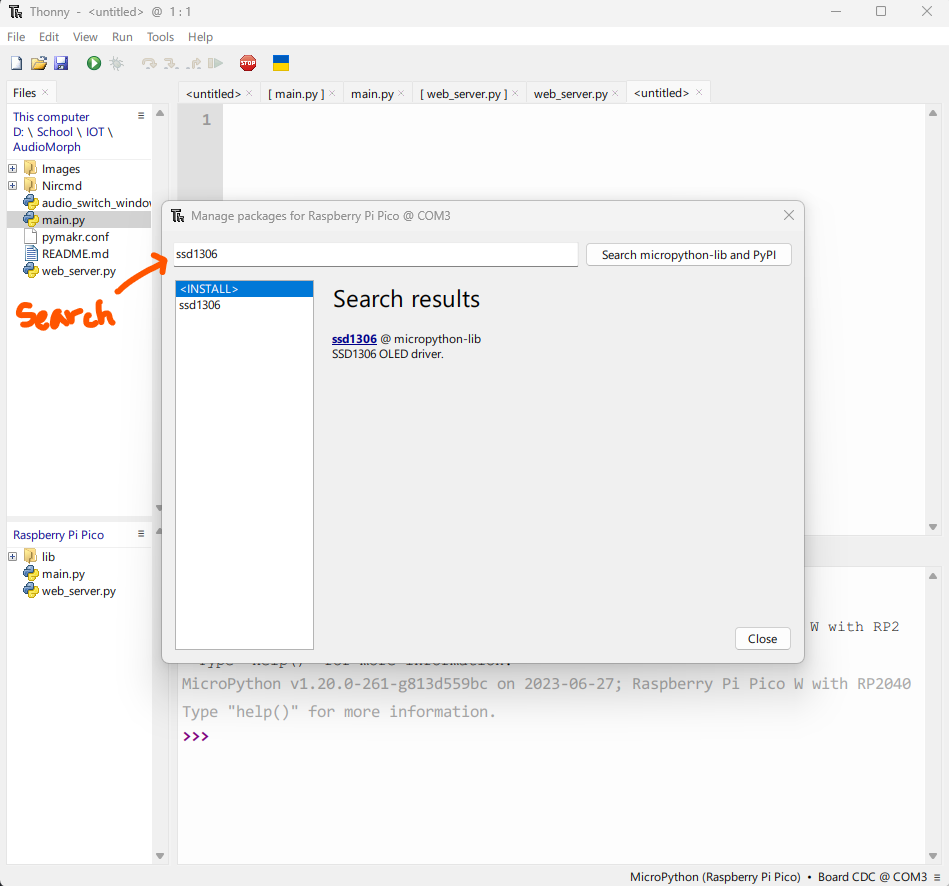 Thonny - <untitled> @ 1 : 1
File Edit View Run Tools Help
STOP
Files
<untitled> [ main.py ] main.py [ web_server.py ] web_server.py <untitled>
This computer
D: \ School \ IOT \
AudioMorph
1
Images
Nircmd
audio_switch_window
main.py
pymakr.conf
README.md
web_server.py
Search
Manage packages for Raspberry Pi Pico @ COM3
ssd1306
Search micropython-lib and PyPI
<INSTALL>
ssd1306
Search results
ssd1306 @ micropython-lib
SSD1306 OLED driver.
Close
Raspberry Pi Pico
lib
main.py
web_server.py
W with RP2
Type "help()" for more information.
MicroPython v1.20.0-261-g813d559bc on 2023-06-27; Raspberry Pi Pico W with RP2040
Type "help()" for more information.
>>>
MicroPython (Raspberry Pi Pico) • Board CDC @ COM3